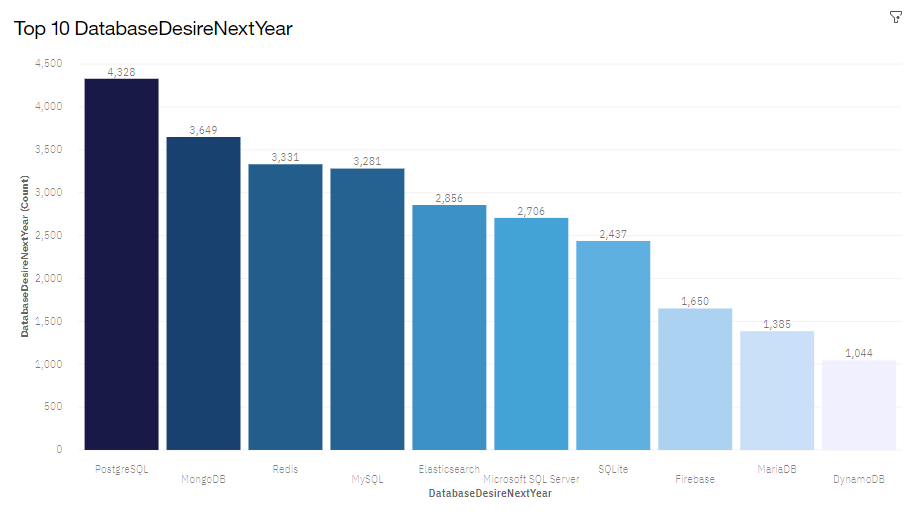 Top 10 DatabaseDesireNextYear
DatabaseDesireNextYear (Count)
4,500
4,000
3,500
3,000
2,500
2,000
1,500
1,000
500
0
4,328
3,649
3,331
3,281
2,856
2,706
2,437
1,650
1,385
1,044
PostgreSQL
MongoDB
Redis
MySQL
Elasticsearch
Microsoft SQL Server
SQLite
Firebase
MariaDB
DynamoDB
DatabaseDesireNextYear